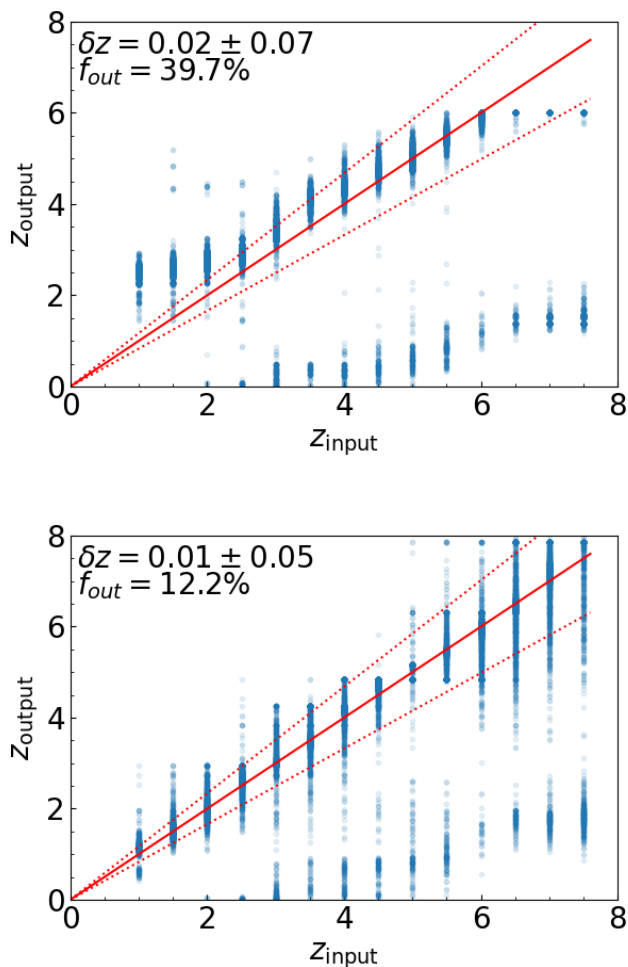 8
δz = 0.02 ± 0.07
f_out = 39.7%
6
z_output
4
2
0
0 2 4 6 8
z_input
8
δz = 0.01 ± 0.05
f_out = 12.2%
6
z_output
4
2
0
0 2 4 6 8
z_input